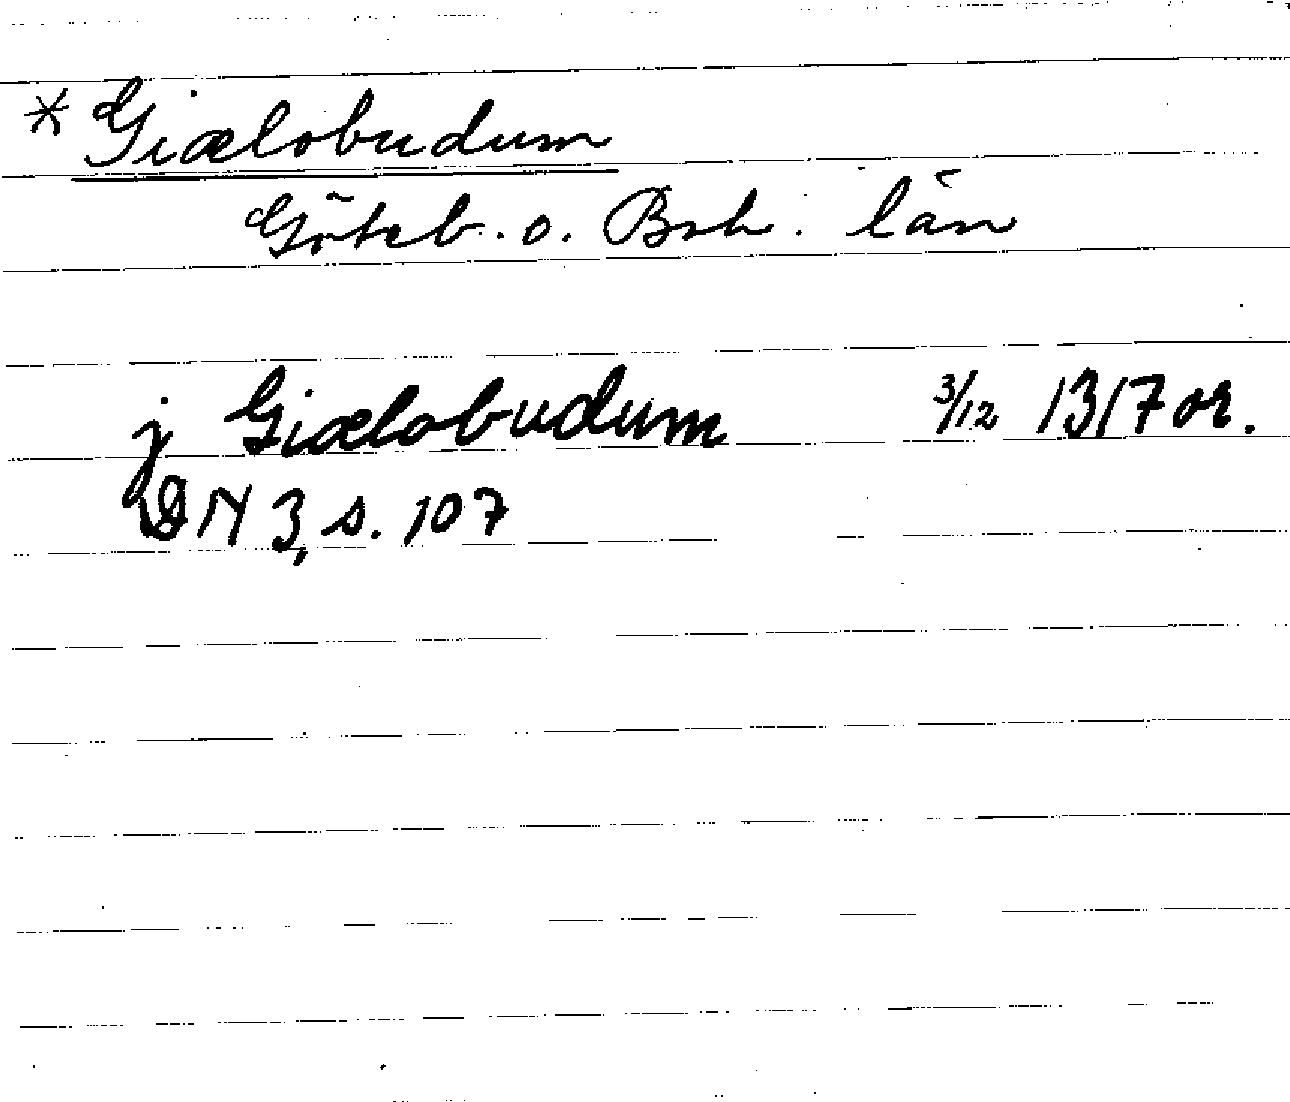 * Giælobudum
Göteb. o. Boh. län
j Giælobudum 3/12 1317 or.
DN 3, s. 107